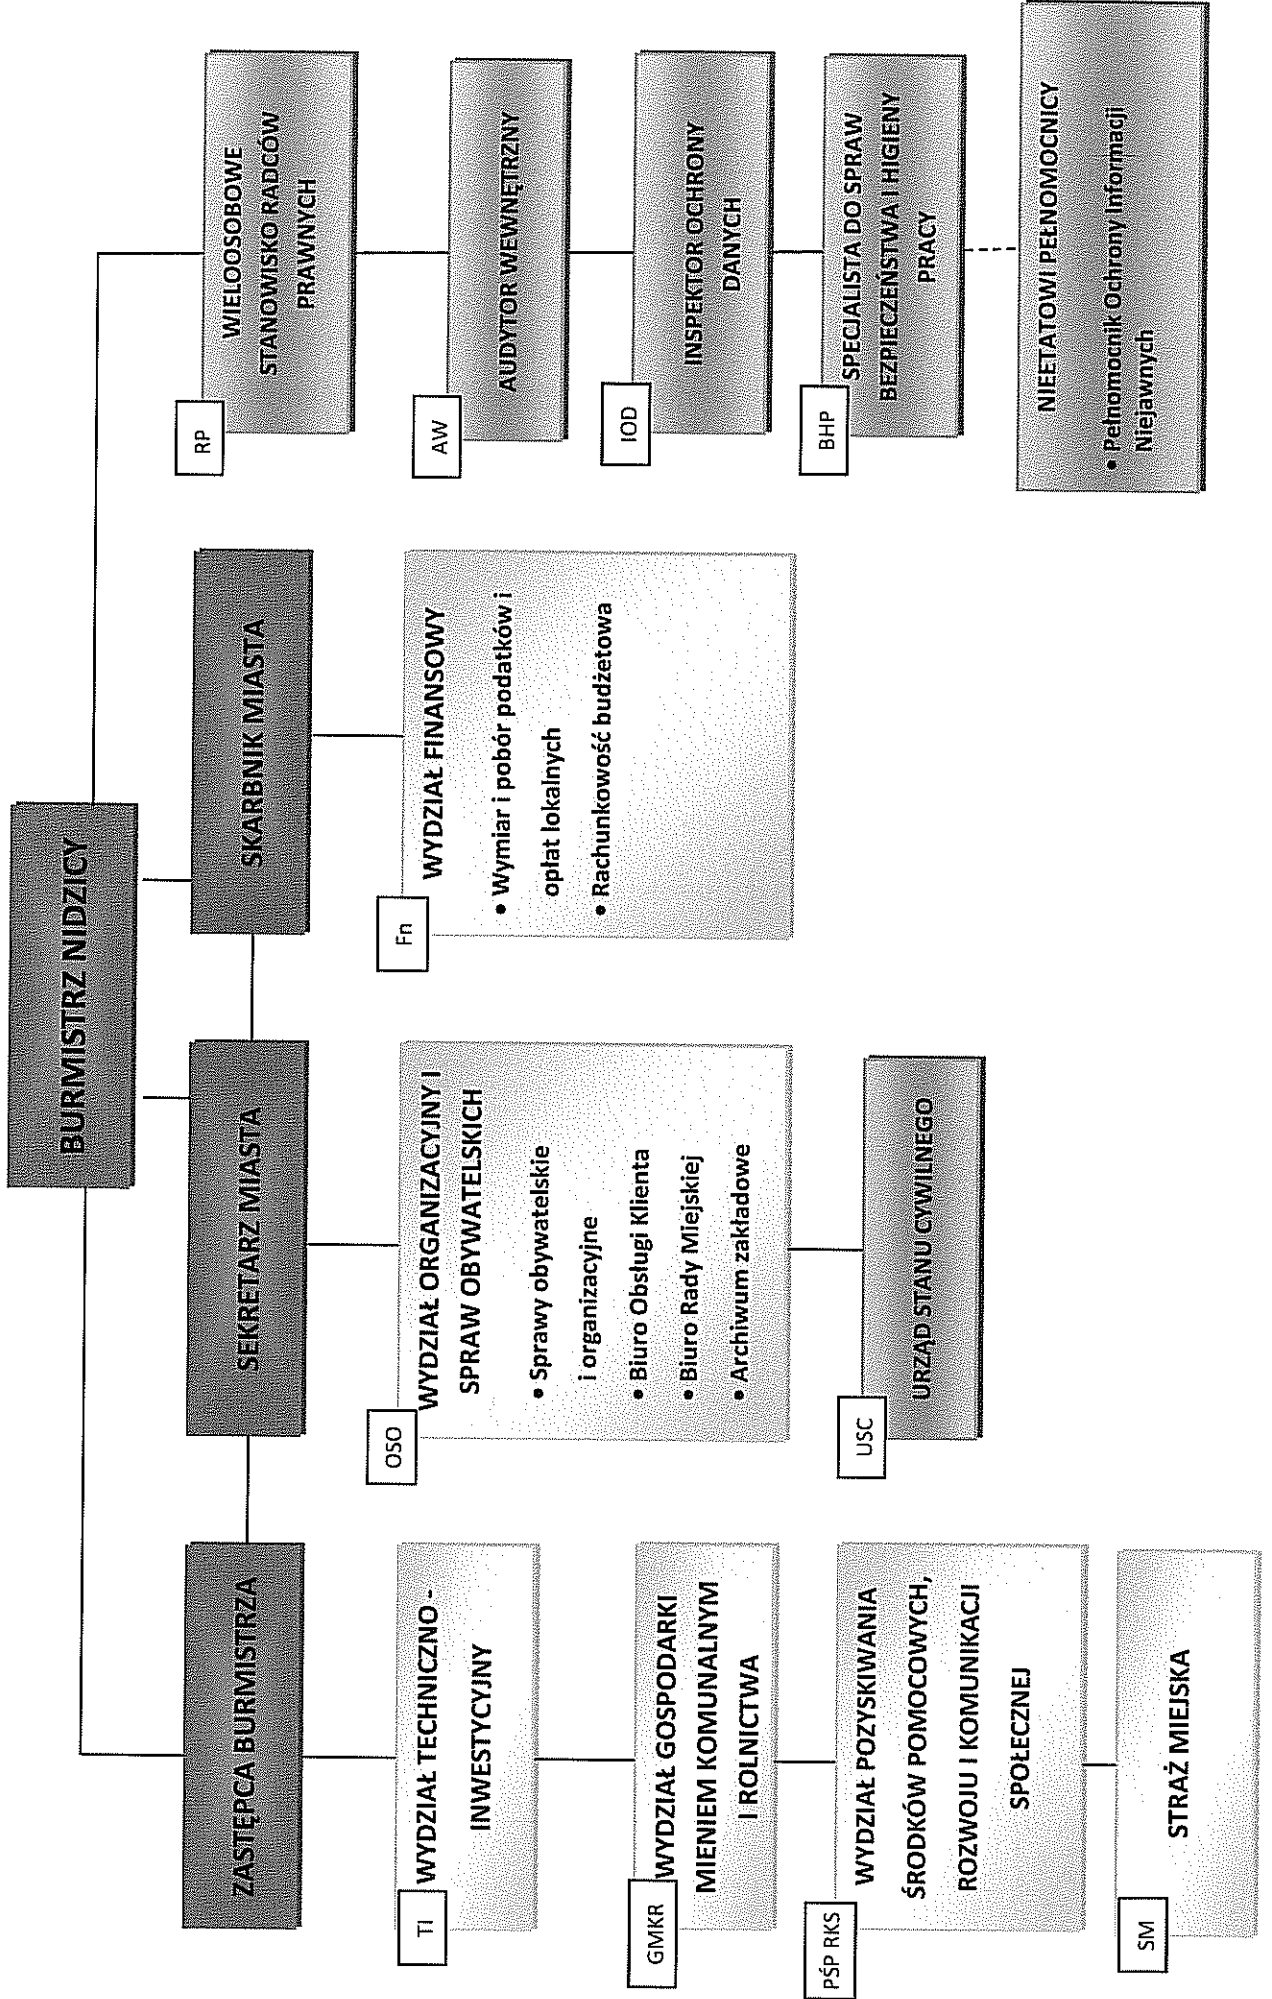 BURMISTRZ NIDZICY
ZASTĘPCA BURMISTRZA
SEKRETARZ MIASTA
SKARBNIK MIASTA
TI
WYDZIAŁ TECHNICZNO -
INWESTYCYJNY
GMKR
WYDZIAŁ GOSPODARKI
MIENIEM KOMUNALNYM
I ROLNICTWA
PŚP RKS
WYDZIAŁ POZYSKIWANIA
ŚRODKÓW POMOCOWYCH,
ROZWOJU I KOMUNIKACJI
SPOŁECZNEJ
SM
STRAŻ MIEJSKA
OSO
WYDZIAŁ ORGANIZACYJNY I
SPRAW OBYWATELSKICH
• Sprawy obywatelskie
i organizacyjne
• Biuro Obsługi Klienta
• Biuro Rady Miejskiej
• Archiwum zakładowe
USC
URZĄD STANU CYWILNEGO
Fn
WYDZIAŁ FINANSOWY
• Wymiar i pobór podatków i
opłat lokalnych
• Rachunkowość budżetowa
RP
WIELOOSOBOWE
STANOWISKO RADCÓW
PRAWNYCH
AW
AUDYTOR WEWNĘTRZNY
IOD
INSPEKTOR OCHRONY
DANYCH
BHP
SPECJALISTA DO SPRAW
BEZPIECZEŃSTWA I HIGIENY
PRACY
NIEETATOWI PEŁNOMOCNICY
• Pełnomocnik Ochrony Informacji
Niejawnych